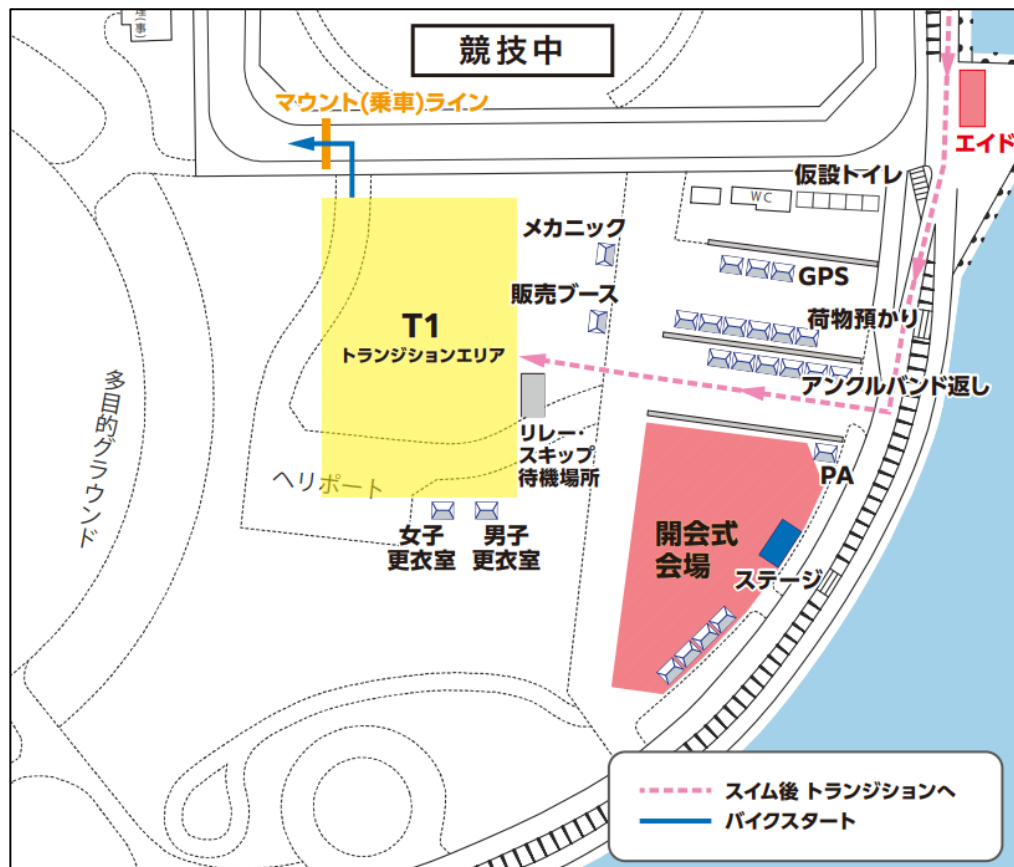 理(事)
競技中
マウント(乗車)ライン
エイド
仮設トイレ
WC
メカニック
GPS
販売ブース
荷物預かり
T1
トランジションエリア
アンクルバンド返し
多目的グラウンド
リレー・
スキップ
待機場所
PA
ヘリポート
女子
更衣室
男子
更衣室
開会式
会場
ステージ
スイム後 トランジションへ
バイクスタート